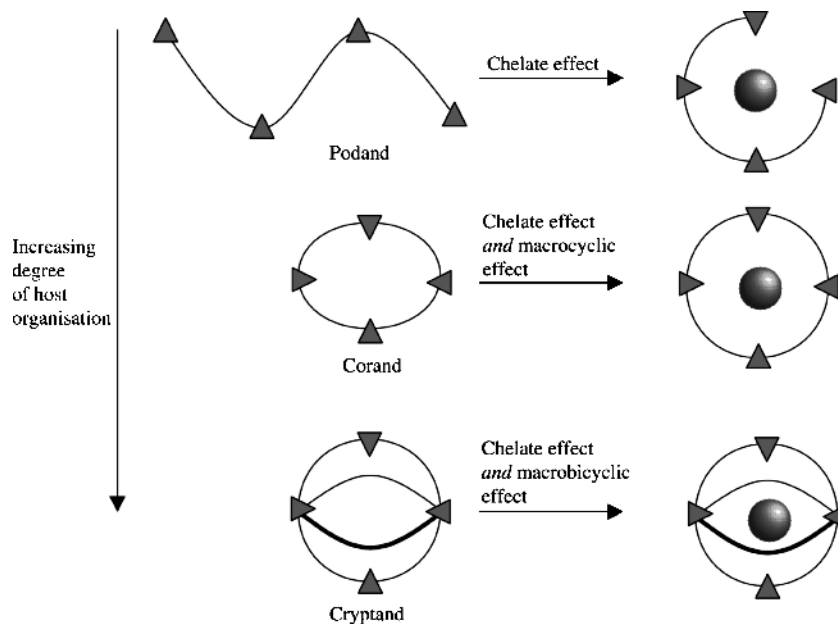 Chelate effect
Podand
Increasing
degree
of host
organisation
Chelate effect
and macrocyclic
effect
Corand
Chelate effect
and macrobicyclic
effect
Cryptand